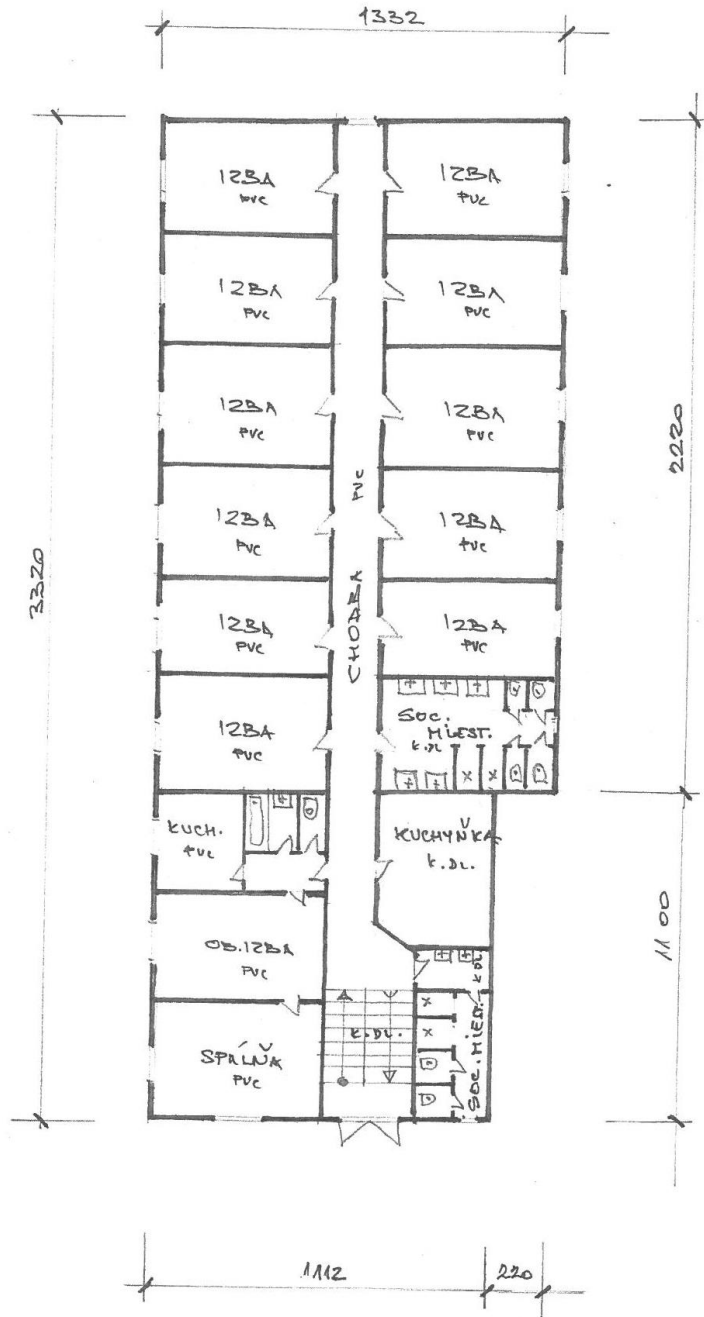 1332
IZBA
PVC
IZBA
PVC
IZBA
PVC
IZBA
PVC
IZBA
PVC
IZBA
PVC
IZBA
PVC
IZBA
PVC
IZBA
PVC
IZBA
PVC
IZBA
PVC
CHODBA PVC
3320
2220
SOC.
MIEST.
K.DL
KUCH.
PVC
KUCHYŇKA
K.DL.
OB.IZBA
PVC
SPÁLŇA
PVC
K.DL.
SOC.MIEST. K.DL
1100
1112
220